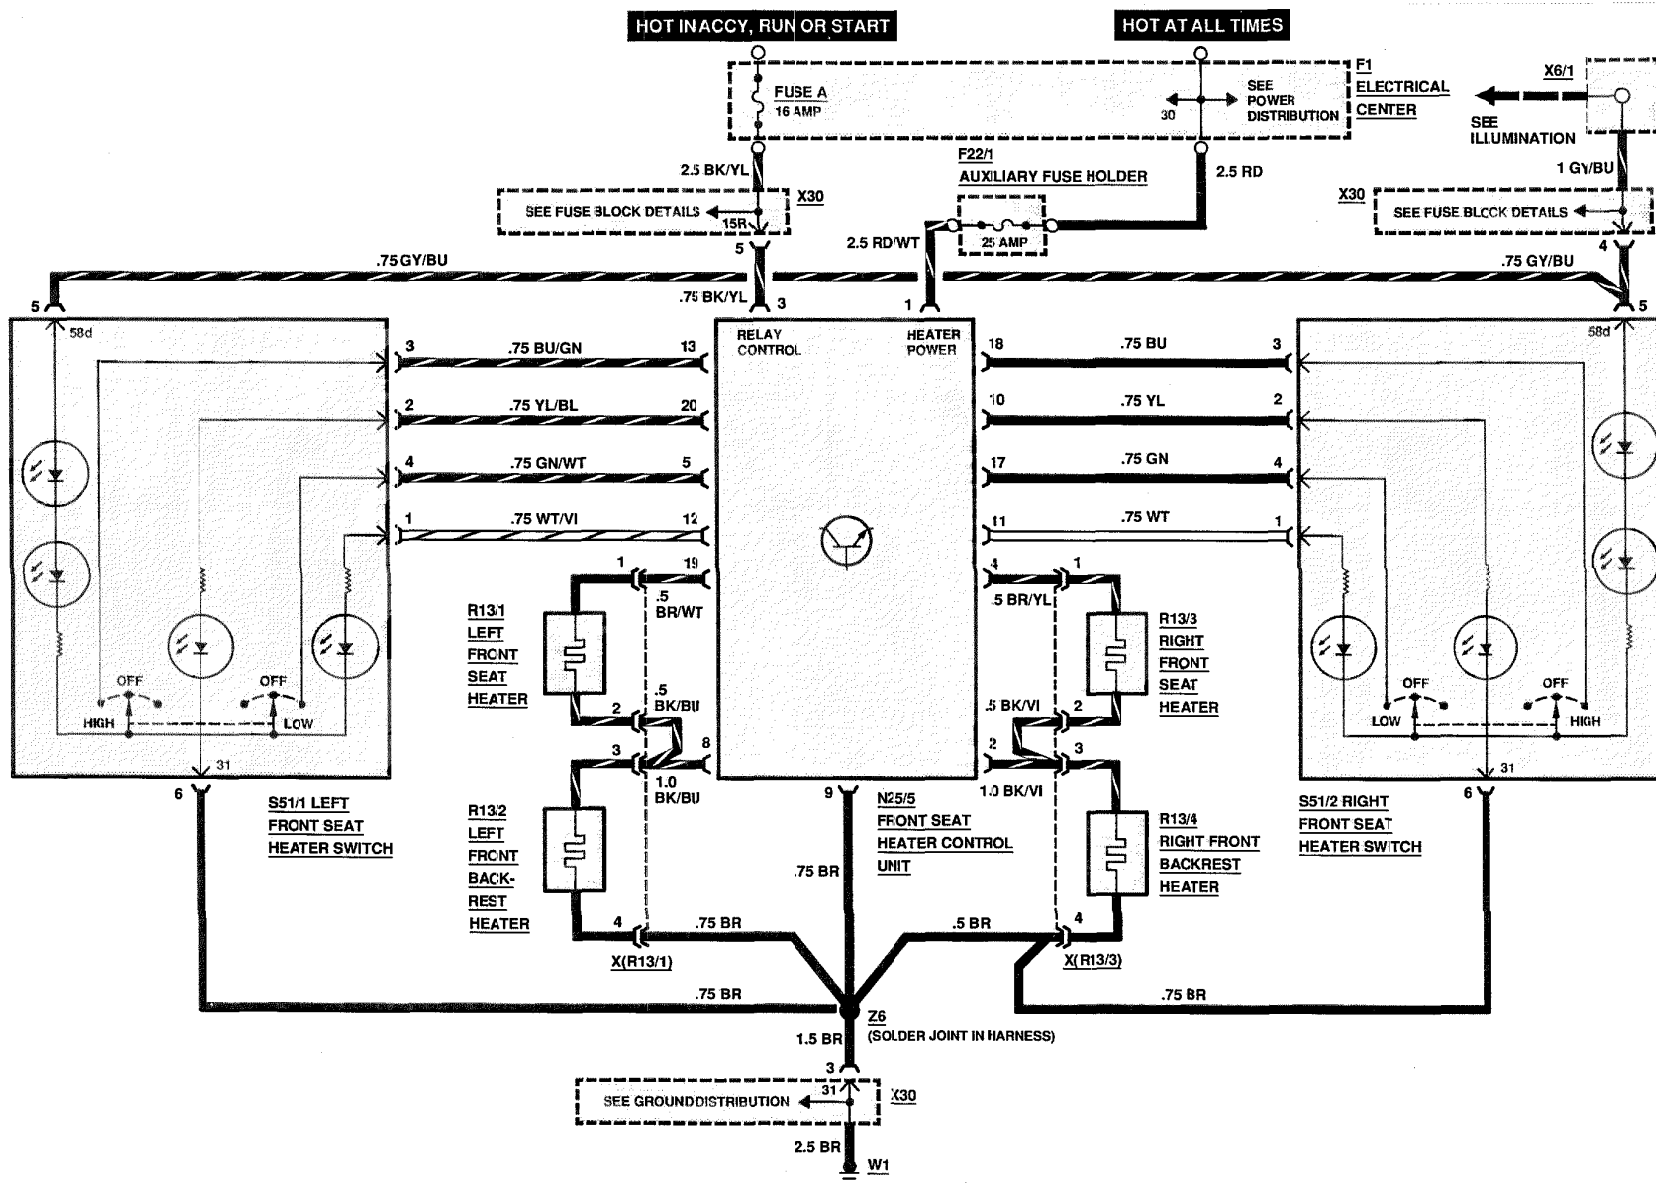 HOT IN ACCY, RUN OR START
HOT AT ALL TIMES
FUSE A
16 AMP
30
SEE
POWER
DISTRIBUTION
F1
ELECTRICAL
CENTER
X6/1
SEE
ILLUMINATION
2.5 BK/YL
F22/1
AUXILIARY FUSE HOLDER
2.5 RD
1 GY/BU
SEE FUSE BLOCK DETAILS
15R
X30
25 AMP
X30
SEE FUSE BLOCK DETAILS
5
2.5 RD/WT
4
.75 GY/BU
.75 GY/BU
.75 BK/YL
5
3
1
5
58d
RELAY
CONTROL
HEATER
POWER
58d
3
.75 BU/GN
13
18
.75 BU
3
2
.75 YL/BL
20
10
.75 YL
2
4
.75 GN/WT
5
17
.75 GN
4
1
.75 WT/VI
12
11
.75 WT
1
1
19
4
1
.5
BR/WT
.5 BR/YL
R13/1
LEFT
FRONT
SEAT
HEATER
R13/3
RIGHT
FRONT
SEAT
HEATER
OFF
OFF
HIGH
LOW
OFF
OFF
LOW
HIGH
2
.5
BK/BU
.5 BK/VI
2
3
8
2
3
1.0
BK/BU
1.0 BK/VI
31
31
6
9
6
S51/1 LEFT
FRONT SEAT
HEATER SWITCH
R13/2
LEFT
FRONT
BACK-
REST
HEATER
N25/5
FRONT SEAT
HEATER CONTROL
UNIT
R13/4
RIGHT FRONT
BACKREST
HEATER
S51/2 RIGHT
FRONT SEAT
HEATER SWITCH
.75 BR
4
.75 BR
.5 BR
4
X(R13/1)
X(R13/3)
.75 BR
.75 BR
Z6
(SOLDER JOINT IN HARNESS)
1.5 BR
3
31
SEE GROUND DISTRIBUTION
X30
2.5 BR
W1